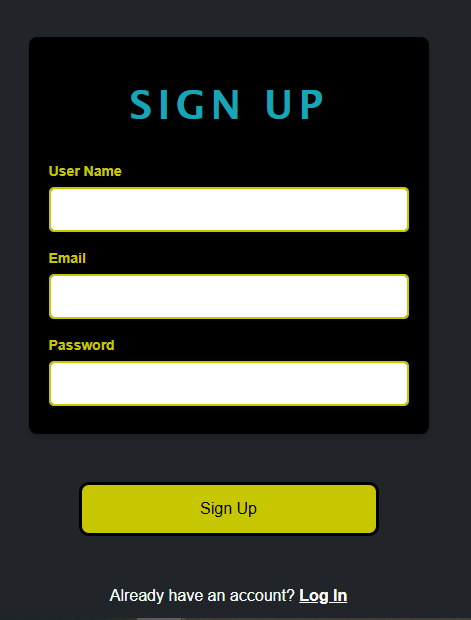 SIGN UP
User Name
Email
Password
Sign Up
Already have an account? Log In